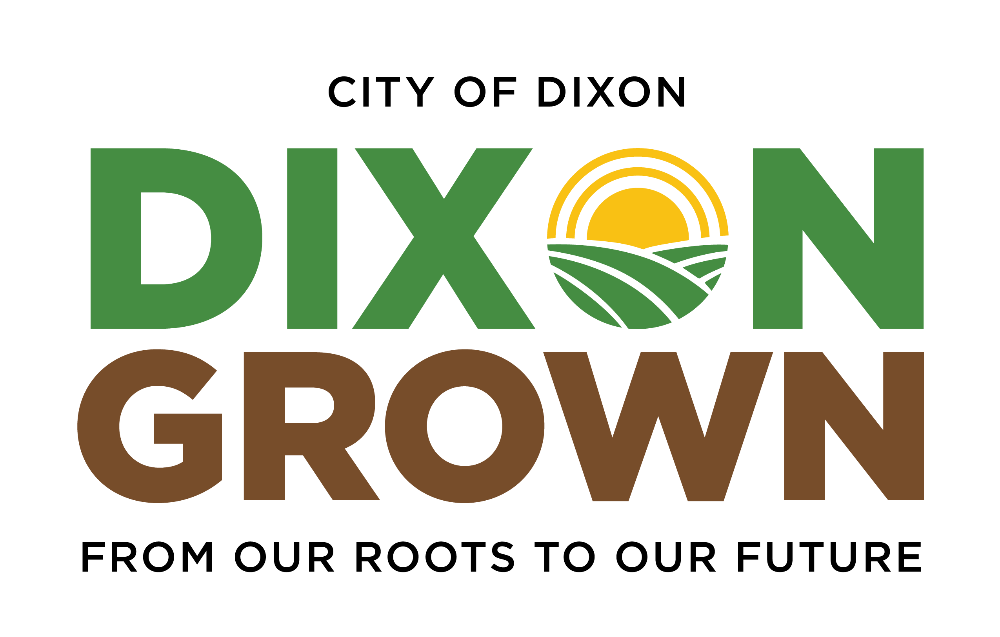 CITY OF DIXON
DIXON
GROWN
FROM OUR ROOTS TO OUR FUTURE